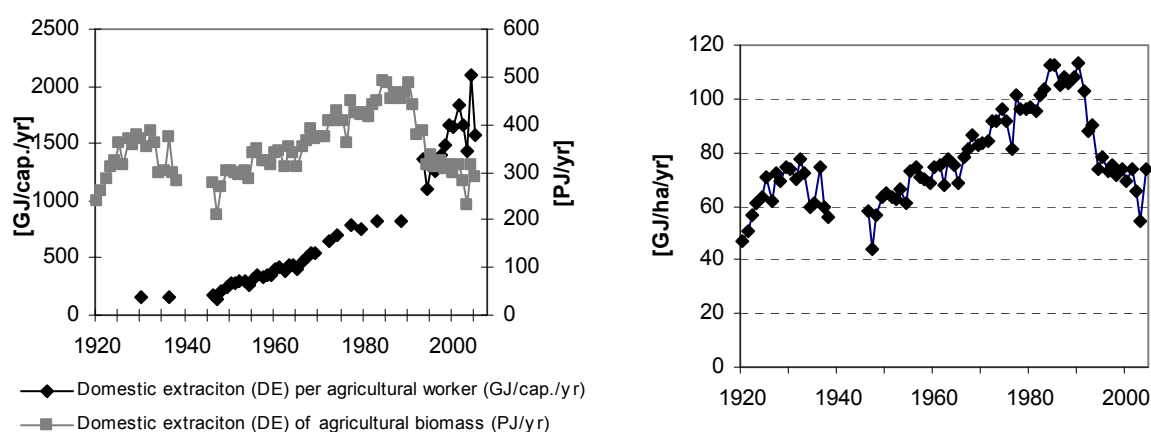 2500
2000
1500
1000
500
0
[GJ/cap./yr]
600
500
400
300
200
100
0
[PJ/yr]
1920 1940 1960 1980 2000
Domestic extraciton (DE) per agricultural worker (GJ/cap./yr)
Domestic extraction (DE) of agricultural biomass (PJ/yr)
120
100
80
60
40
20
0
[GJ/ha/yr]
1920 1940 1960 1980 2000